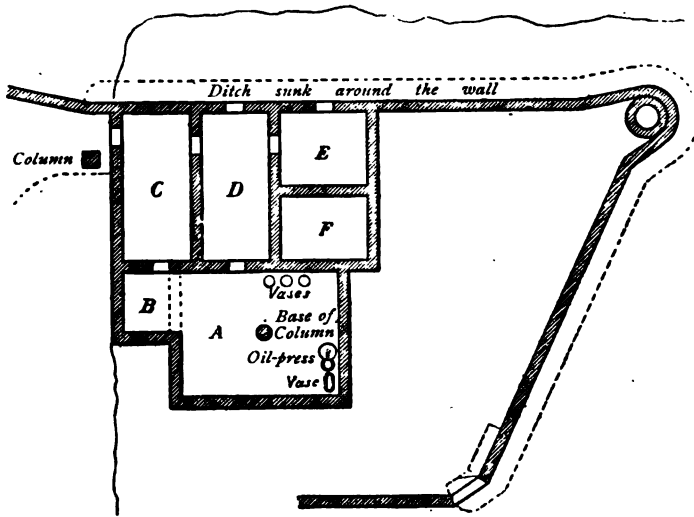 Ditch sunk around the wall
Column
C
D
E
F
B
A
Vases
Base of
Column
Oil-press
Vase